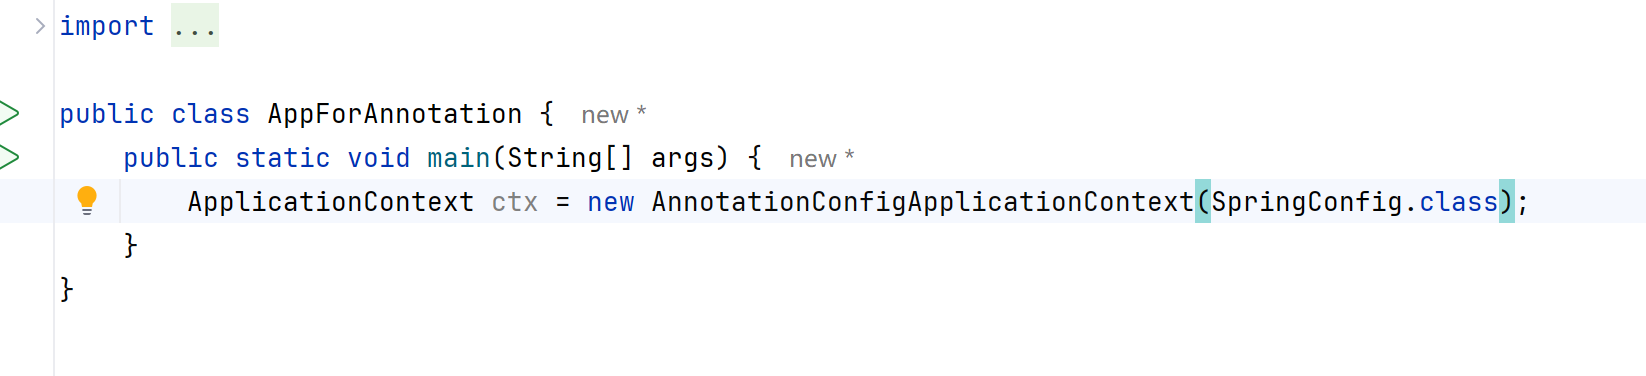 import ...
public class AppForAnnotation { new *
public static void main(String[] args) { new *
ApplicationContext ctx = new AnnotationConfigApplicationContext(SpringConfig.class);
}
}